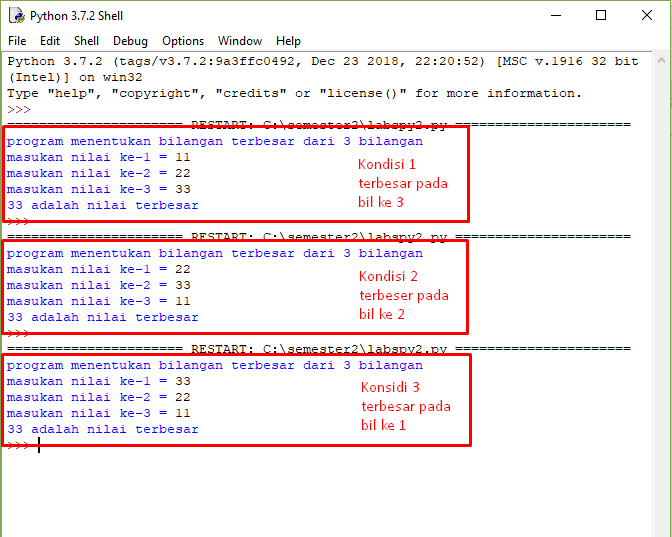 Python 3.7.2 Shell
File Edit Shell Debug Options Window Help
Python 3.7.2 (tags/v3.7.2:9a3ffc0492, Dec 23 2018, 22:20:52) [MSC v.1916 32 bit
(Intel)] on win32
Type "help", "copyright", "credits" or "license()" for more information.
>>>
====================== RESTART: C:\semester2\labspy2.py ======================
program menentukan bilangan terbesar dari 3 bilangan
masukan nilai ke-1 = 11
masukan nilai ke-2 = 22
masukan nilai ke-3 = 33
33 adalah nilai terbesar
Kondisi 1
terbesar pada
bil ke 3
>>>
====================== RESTART: C:\semester2\labspy2.py ======================
program menentukan bilangan terbesar dari 3 bilangan
masukan nilai ke-1 = 22
masukan nilai ke-2 = 33
masukan nilai ke-3 = 11
33 adalah nilai terbesar
Kondisi 2
terbeser pada
bil ke 2
>>>
====================== RESTART: C:\semester2\labspy2.py ======================
program menentukan bilangan terbesar dari 3 bilangan
masukan nilai ke-1 = 33
masukan nilai ke-2 = 22
masukan nilai ke-3 = 11
33 adalah nilai terbesar
Konsidi 3
terbesar pada
bil ke 1
>>>